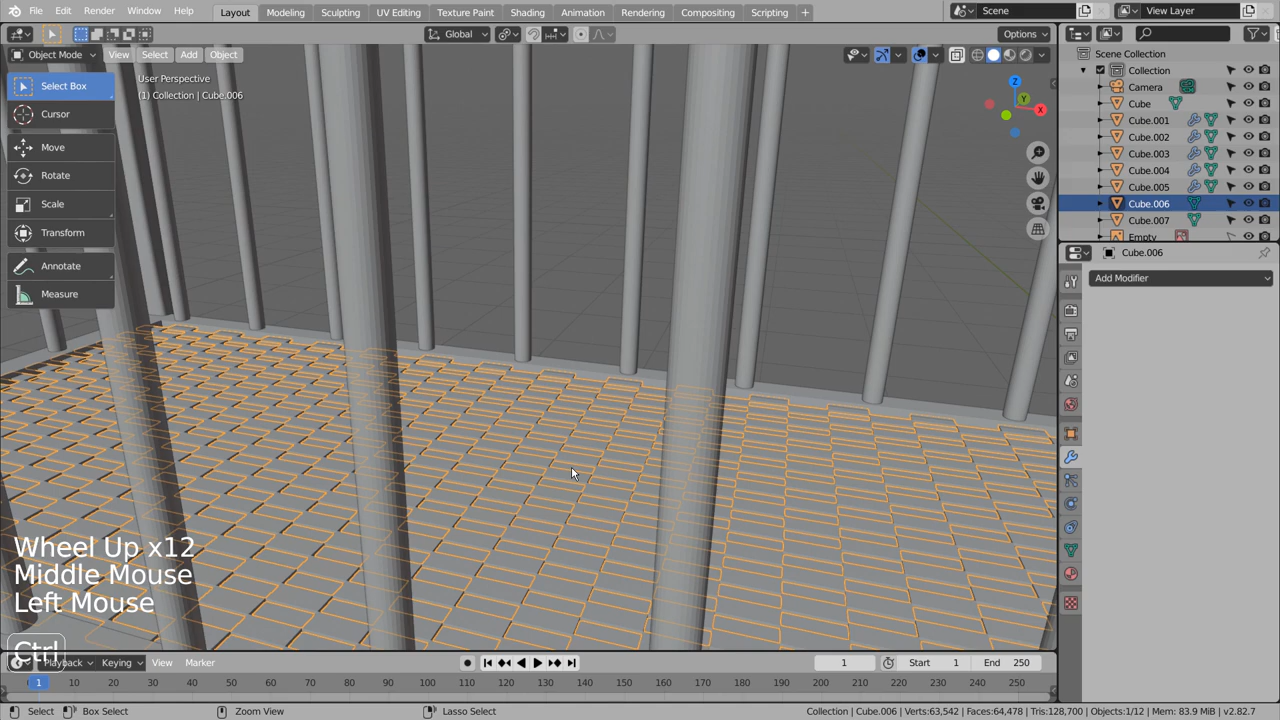 File Edit Render Window Help
Layout Modeling Sculpting UV Editing Texture Paint Shading Animation Rendering Compositing Scripting +
Scene
View Layer
Object Mode
View Select Add Object
Global
Options
User Perspective
(1) Collection | Cube.006
Select Box
Cursor
Move
Rotate
Scale
Transform
Annotate
Measure
Z
Y
X
Scene Collection
Collection
Camera
Cube
Cube.001
Cube.002
Cube.003
Cube.004
Cube.005
Cube.006
Cube.007
Empty
Cube.006
Add Modifier
Wheel Up x12
Middle Mouse
Left Mouse
Ctrl
Playback Keying View Marker
1
Start 1
End 250
1 10 20 30 40 50 60 70 80 90 100 110 120 130 140 150 160 170 180 190 200 210 220 230 240 250
Select Box Select Zoom View Lasso Select
Collection | Cube.006 | Verts:63,542 | Faces:64,478 | Tris:128,700 | Objects:1/12 | Mem: 83.9 MiB | v2.82.7